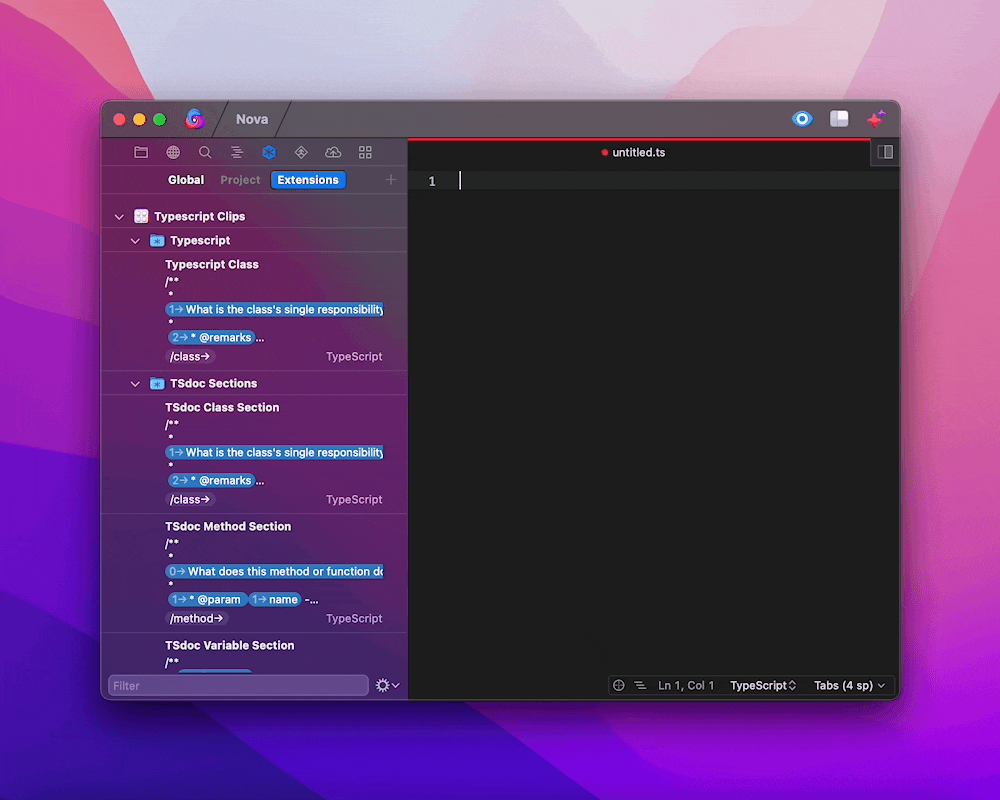 Nova
Global Project Extensions
untitled.ts
1
Typescript Clips
Typescript
Typescript Class
/**
*
1→ What is the class's single responsibility
*
2→ * @remarks ...
/class→ TypeScript
TSdoc Sections
TSdoc Class Section
/**
*
1→ What is the class's single responsibility
*
2→ * @remarks ...
/class→ TypeScript
TSdoc Method Section
/**
*
0→ What does this method or function do
*
1→ * @param 1→ name -...
/method→ TypeScript
TSdoc Variable Section
/**
Filter
Ln 1, Col 1 TypeScript Tabs (4 sp)